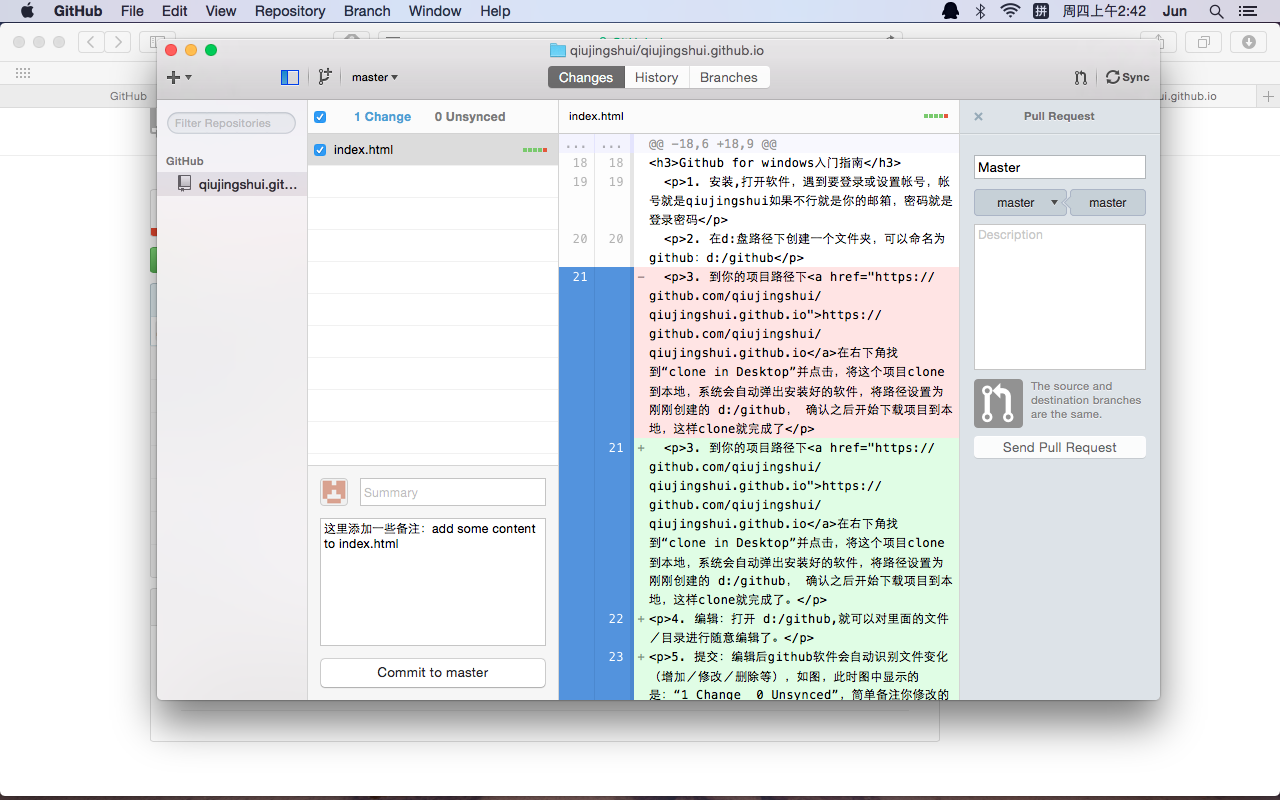 GitHub File Edit View Repository Branch Window Help 拼 周四上午2:42 Jun
qiujingshui/qiujingshui.github.io
master Changes History Branches Sync
GitHub
ui.github.io
Filter Repositories
1 Change 0 Unsynced
index.html
Pull Request
GitHub
qiujingshui.git...
index.html
... ... @@ -18,6 +18,9 @@
18 18 <h3>Github for windows入门指南</h3>
19 19 <p>1. 安装,打开软件，遇到要登录或设置帐号，帐
号就是qiujingshui如果不行就是你的邮箱，密码就是
登录密码</p>
20 20 <p>2. 在d:盘路径下创建一个文件夹，可以命名为
github：d:/github</p>
21 − <p>3. 到你的项目路径下<a href="https://
github.com/qiujingshui/
qiujingshui.github.io">https://
github.com/qiujingshui/
qiujingshui.github.io</a>在右下角找
到“clone in Desktop”并点击，将这个项目clone
到本地，系统会自动弹出安装好的软件，将路径设置为
刚刚创建的 d:/github， 确认之后开始下载项目到本
地，这样clone就完成了</p>
21 + <p>3. 到你的项目路径下<a href="https://
github.com/qiujingshui/
qiujingshui.github.io">https://
github.com/qiujingshui/
qiujingshui.github.io</a>在右下角找
到“clone in Desktop”并点击，将这个项目clone
到本地，系统会自动弹出安装好的软件，将路径设置为
刚刚创建的 d:/github， 确认之后开始下载项目到本
地，这样clone就完成了。</p>
22 +<p>4. 编辑：打开 d:/github,就可以对里面的文件
／目录进行随意编辑了。</p>
23 +<p>5. 提交：编辑后github软件会自动识别文件变化
（增加／修改／删除等），如图，此时图中显示的
是：“1 Change 0 Unsynced”，简单备注你修改的
Summary
这里添加一些备注：add some content
to index.html
Commit to master
Master
master master
Description
The source and
destination branches
are the same.
Send Pull Request